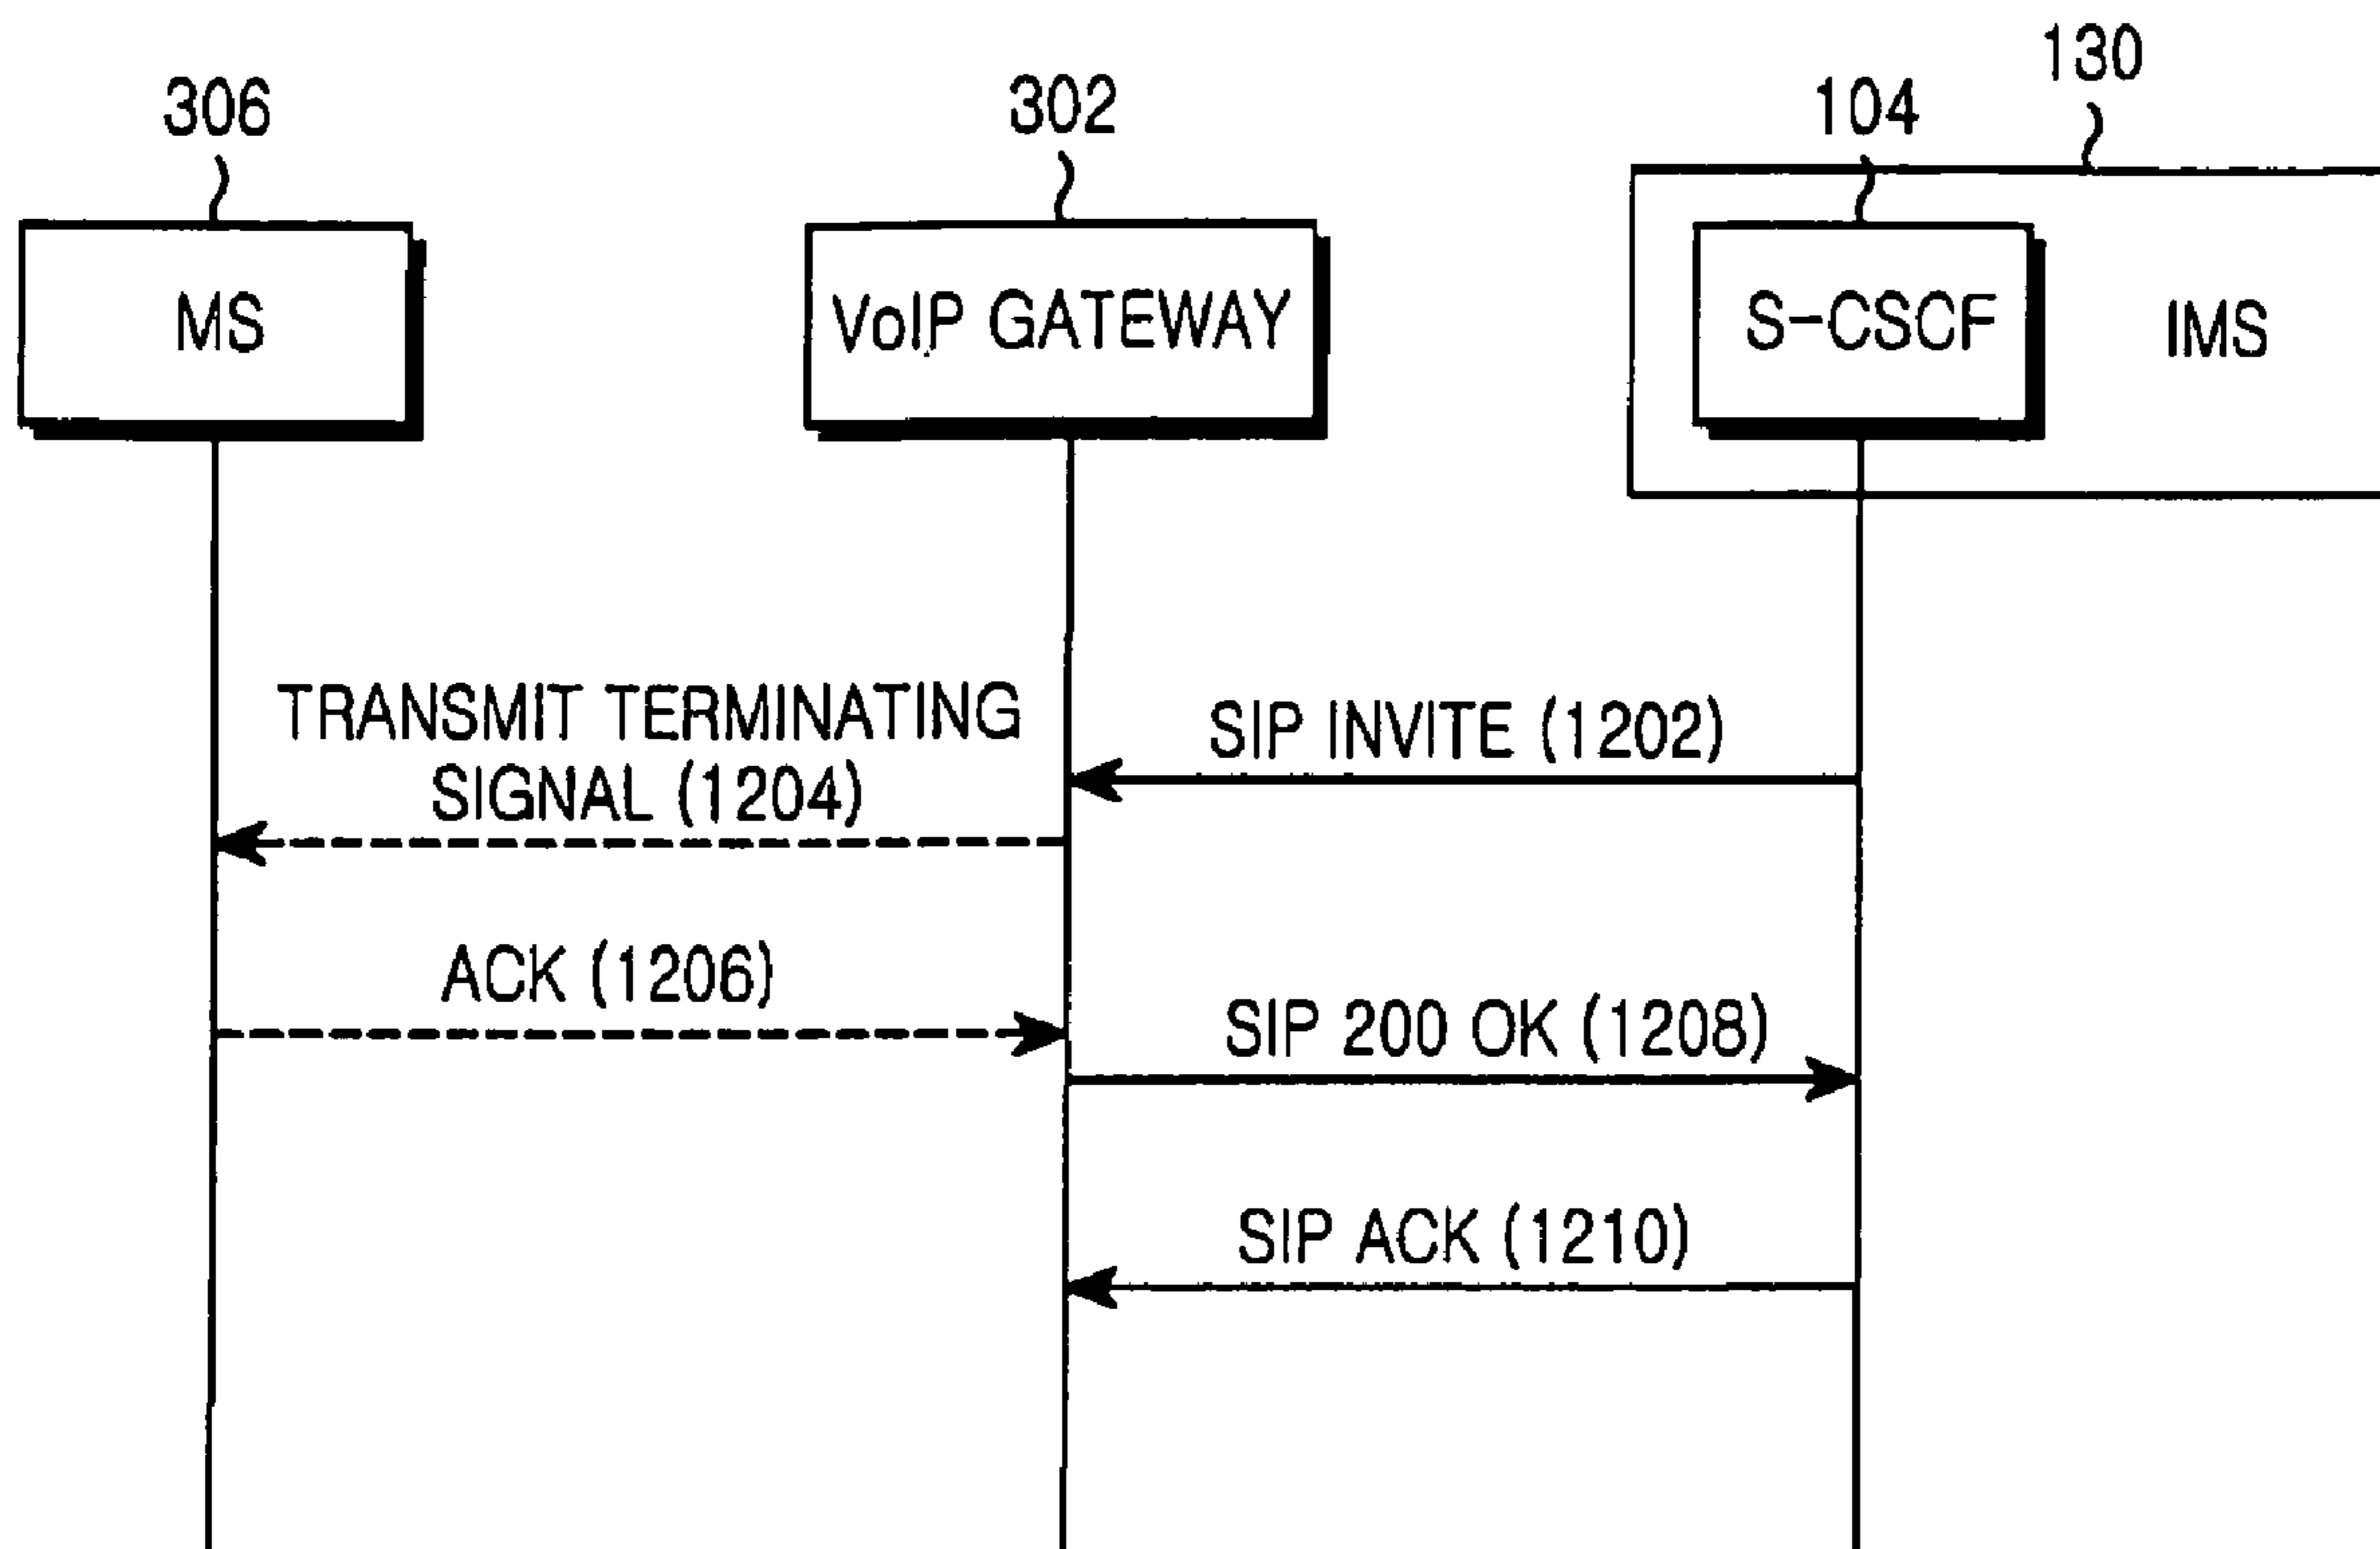 130
306
302
104
MS
VoIP GATEWAY
S-CSCF
IMS
TRANSMIT TERMINATING
SIGNAL (1204)
SIP INVITE (1202)
ACK (1206)
SIP 200 OK (1208)
SIP ACK (1210)